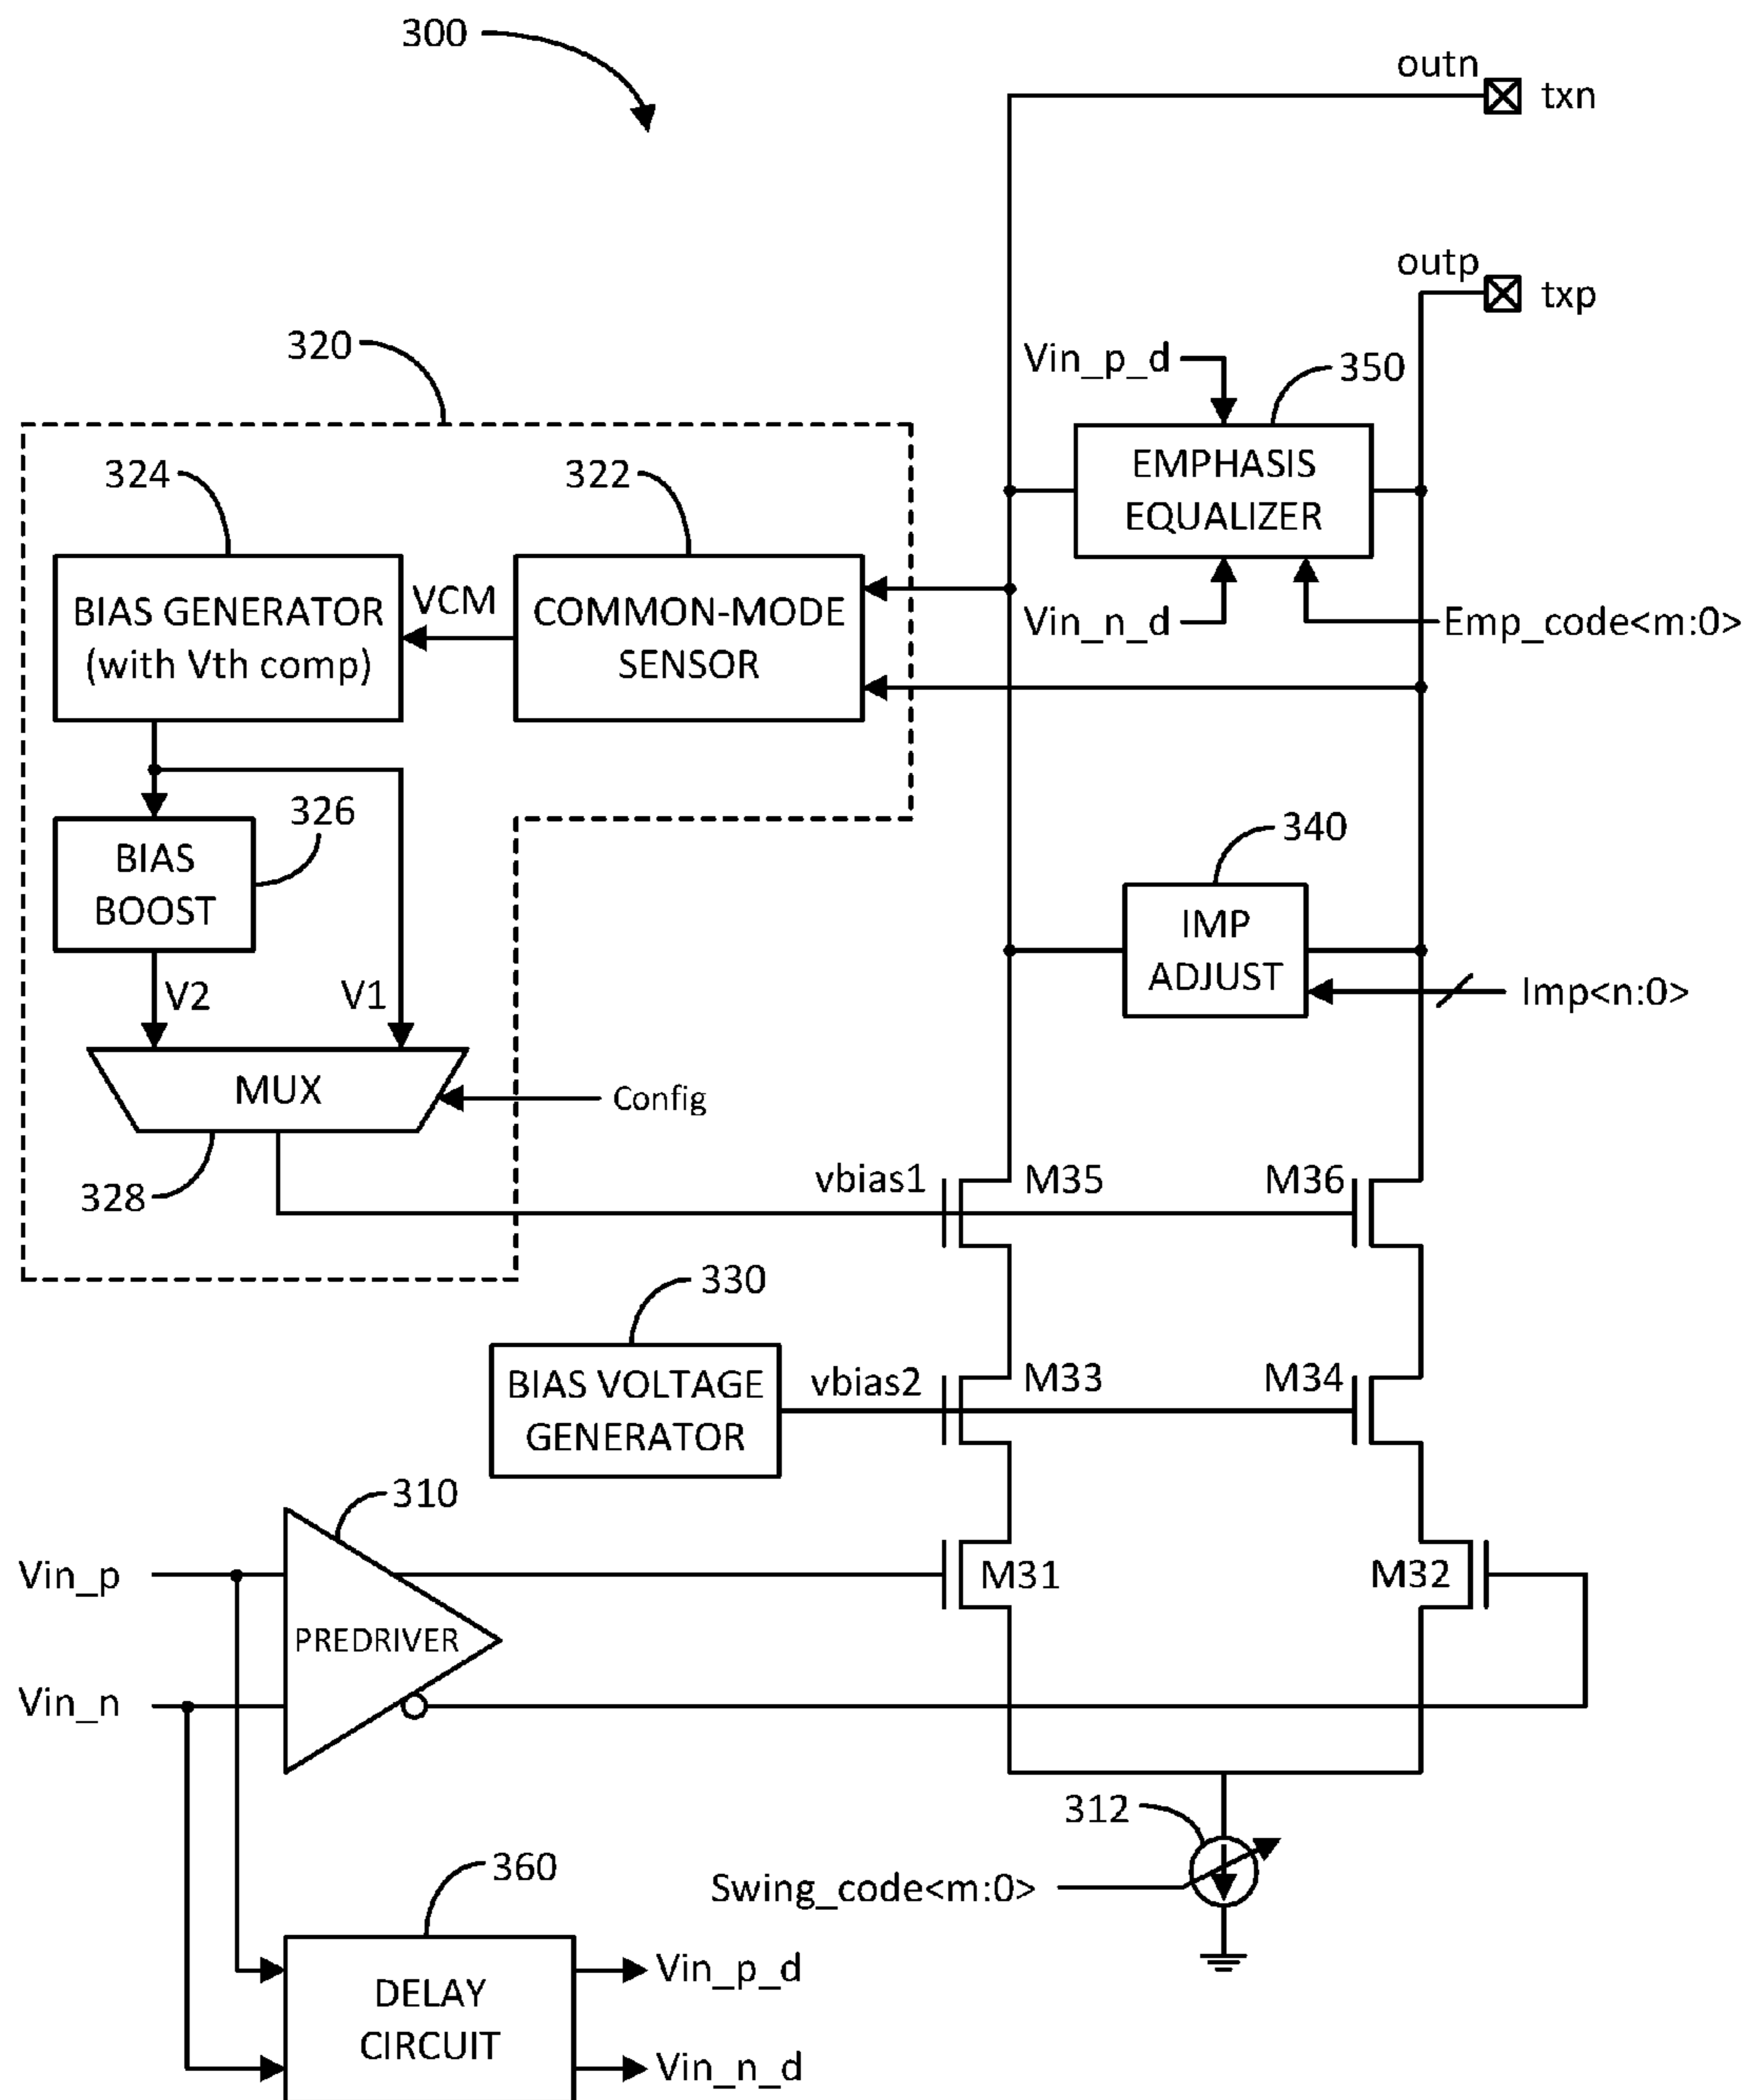 300
outn
txn
outp
txp
320
Vin_p_d
350
324
322
EMPHASIS
EQUALIZER
BIAS GENERATOR
(with Vth comp)
VCM
COMMON-MODE
SENSOR
Vin_n_d
Emp_code<m:0>
326
340
BIAS
BOOST
IMP
ADJUST
V2
V1
Imp<n:0>
MUX
Config
328
vbias1
M35
M36
330
BIAS VOLTAGE
GENERATOR
vbias2
M33
M34
310
Vin_p
M31
M32
PREDRIVER
Vin_n
312
360
Swing_code<m:0>
DELAY
CIRCUIT
Vin_p_d
Vin_n_d